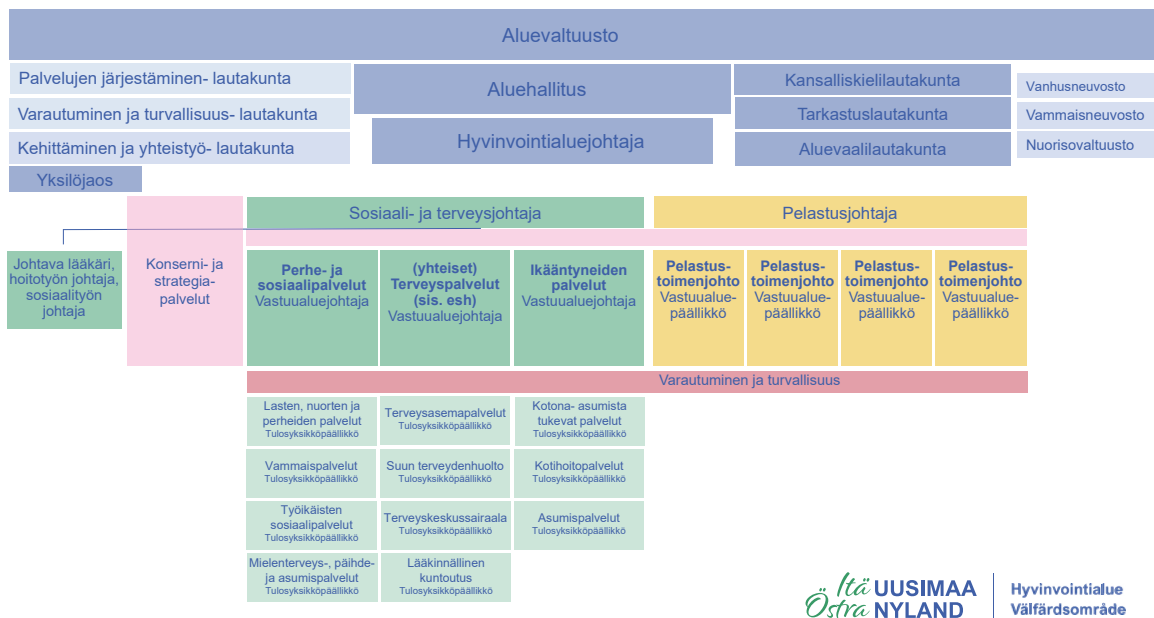 Aluevaltuusto
Palvelujen järjestäminen- lautakunta
Varautuminen ja turvallisuus- lautakunta
Kehittäminen ja yhteistyö- lautakunta
Yksilöjaos
Aluehallitus
Hyvinvointialuejohtaja
Kansalliskielilautakunta
Tarkastuslautakunta
Aluevaalilautakunta
Vanhusneuvosto
Vammaisneuvosto
Nuorisovaltuusto
Sosiaali- ja terveysjohtaja
Pelastusjohtaja
Johtava lääkäri,
hoitotyön johtaja,
sosiaalityön
johtaja
Konserni- ja
strategia-
palvelut
Perhe- ja
sosiaalipalvelut
Vastuualuejohtaja
(yhteiset)
Terveyspalvelut
(sis. esh)
Vastuualuejohtaja
Ikääntyneiden
palvelut
Vastuualuejohtaja
Pelastus-
toimenjohto
Vastuualue-
päällikkö
Pelastus-
toimenjohto
Vastuualue-
päällikkö
Pelastus-
toimenjohto
Vastuualue-
päällikkö
Pelastus-
toimenjohto
Vastuualue-
päällikkö
Varautuminen ja turvallisuus
Lasten, nuorten ja
perheiden palvelut
Tulosyksikköpäällikkö
Terveysasemapalvelut
Tulosyksikköpäällikkö
Kotona- asumista
tukevat palvelut
Tulosyksikköpäällikkö
Vammaispalvelut
Tulosyksikköpäällikkö
Suun terveydenhuolto
Tulosyksikköpäällikkö
Kotihoitopalvelut
Tulosyksikköpäällikkö
Työikäisten
sosiaalipalvelut
Tulosyksikköpäällikkö
Terveyskeskussairaala
Tulosyksikköpäällikkö
Asumispalvelut
Tulosyksikköpäällikkö
Mielenterveys-, päihde-
ja asumispalvelut
Tulosyksikköpäällikkö
Lääkinnällinen
kuntoutus
Tulosyksikköpäällikkö
Itä UUSIMAA
Östra NYLAND
Hyvinvointialue
Välfärdsområde